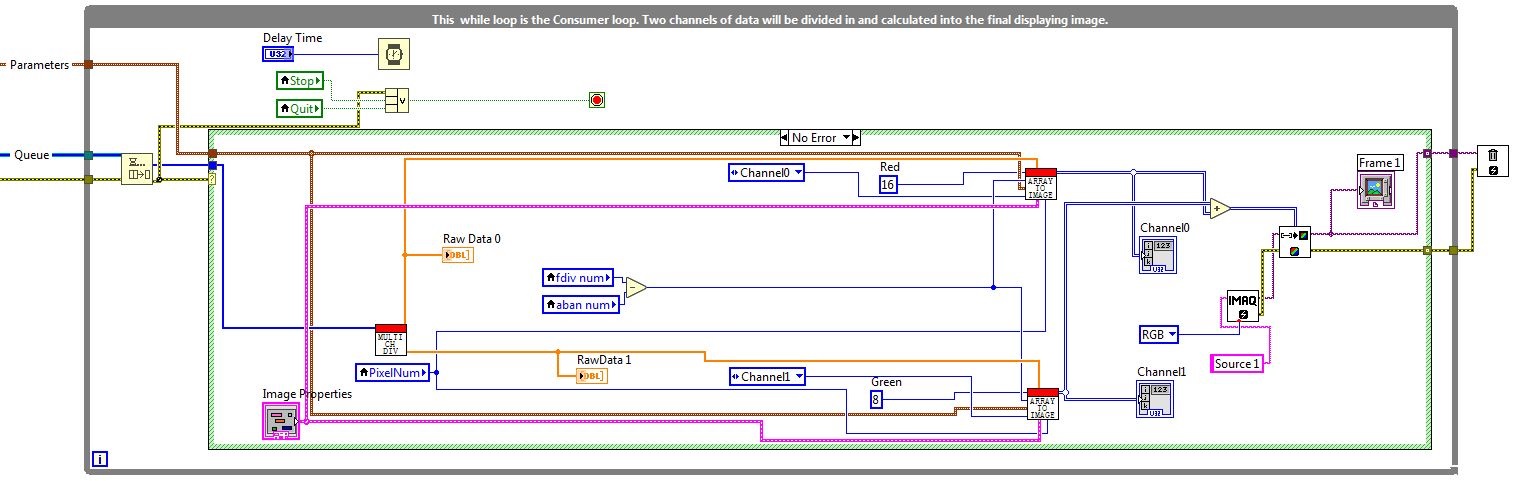 This while loop is the Consumer loop. Two channels of data will be divided in and calculated into the final displaying image.
Delay Time
U32
Parameters
Stop
Quit
V
No Error
Queue
Channel0
Red
16
ARRAY
TO
IMAGE
Frame 1
Raw Data 0
DBL
Channel0
123
U32
fdiv num
aban num
IMAQ
MULTI
CH
DIV
RGB
RawData 1
DBL
Source 1
PixelNum
Channel1
Green
8
ARRAY
TO
IMAGE
Channel1
123
U32
Image Properties
i